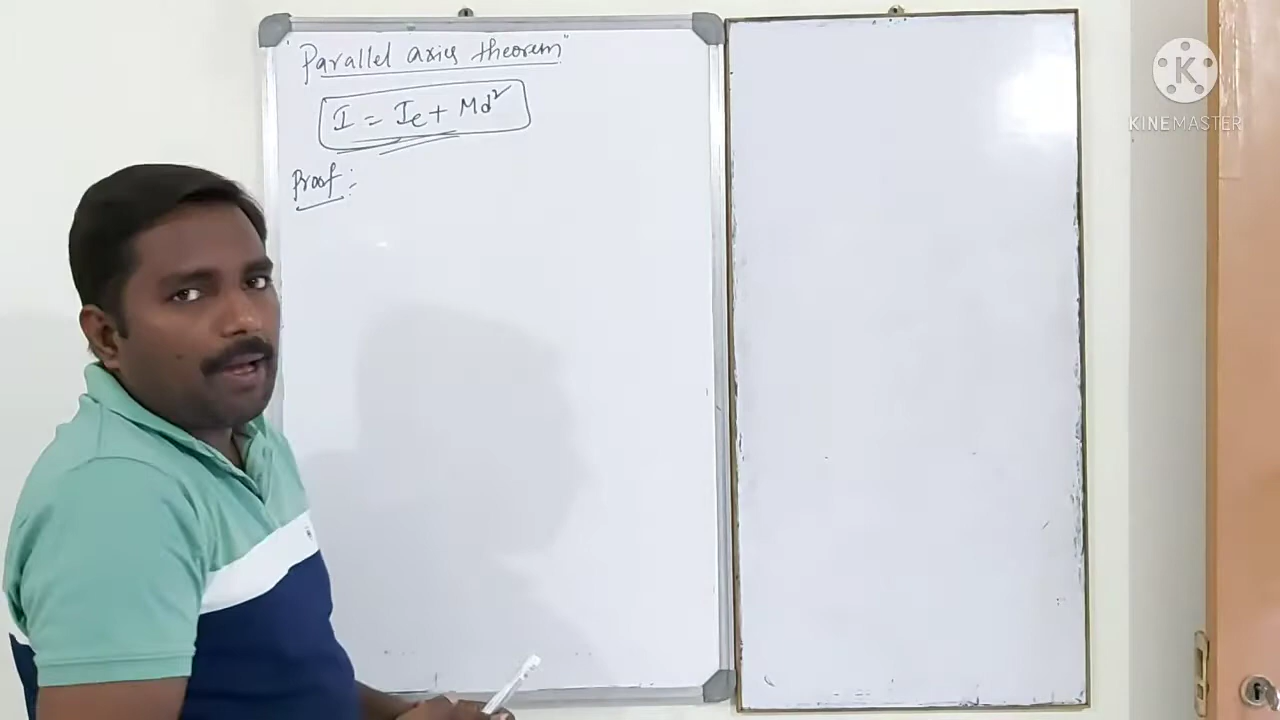 "Parallel axis theorem"
I = Ic + Md²
Proof :-
K
KINEMASTER